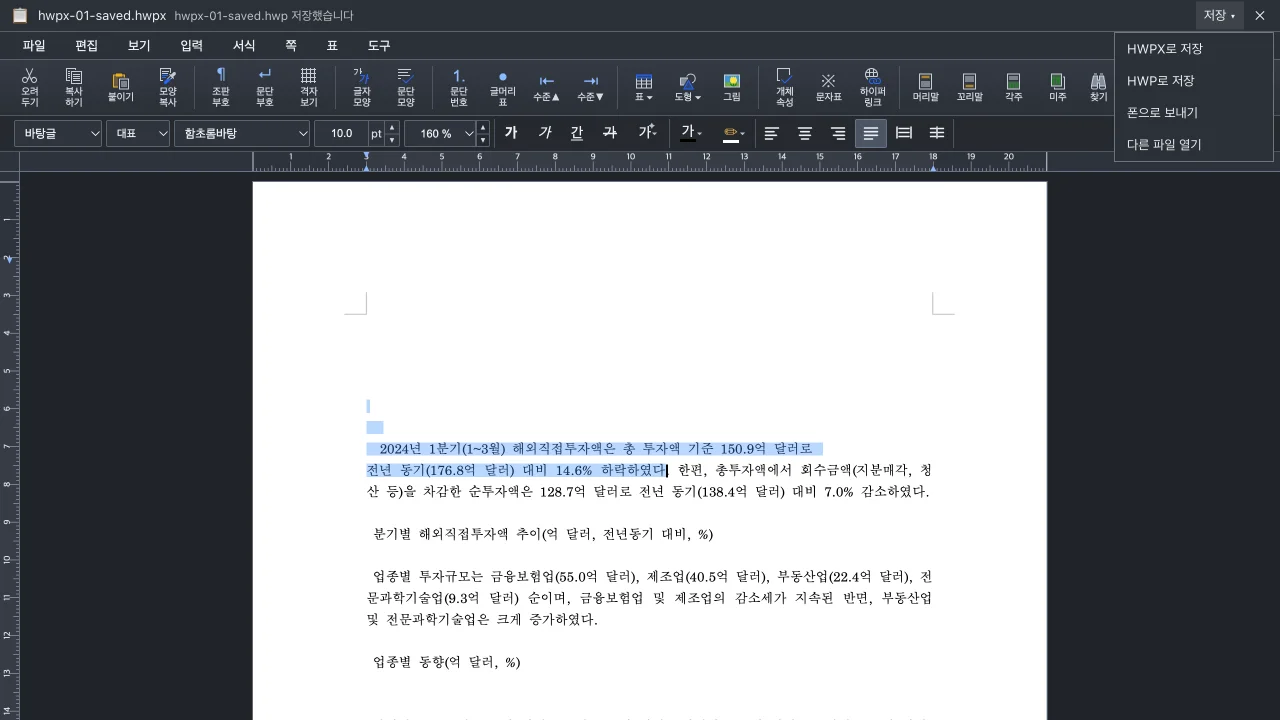 hwpx-01-saved.hwpx hwpx-01-saved.hwp 저장했습니다 저장
파일 편집 보기 입력 서식 쪽 표 도구
HWPX로 저장
HWP로 저장
폰으로 보내기
다른 파일 열기
오려두기 복사하기 붙이기 모양복사 조판부호 문단부호 격자보기 글자모양 문단모양 1. 문단번호 글머리표 수준▲ 수준▼ 표 도형 그림 개체속성 문자표 하이퍼링크 머리말 꼬리말 각주 미주 찾기
바탕글 대표 함초롬바탕 10.0 pt 160 % 가 가 가 가 가 가
1 2 3 4 5 6 7 8 9 10 11 12 13 14 15 16 17 18 19 20
1
2
3
4
5
6
7
8
9
10
11
12
13
14
2024년 1분기(1~3월) 해외직접투자액은 총 투자액 기준 150.9억 달러로
전년 동기(176.8억 달러) 대비 14.6% 하락하였다. 한편, 총투자액에서 회수금액(지분매각, 청
산 등)을 차감한 순투자액은 128.7억 달러로 전년 동기(138.4억 달러) 대비 7.0% 감소하였다.
분기별 해외직접투자액 추이(억 달러, 전년동기 대비, %)
업종별 투자규모는 금융보험업(55.0억 달러), 제조업(40.5억 달러), 부동산업(22.4억 달러), 전
문과학기술업(9.3억 달러) 순이며, 금융보험업 및 제조업의 감소세가 지속된 반면, 부동산업
및 전문과학기술업은 크게 증가하였다.
업종별 동향(억 달러, %)